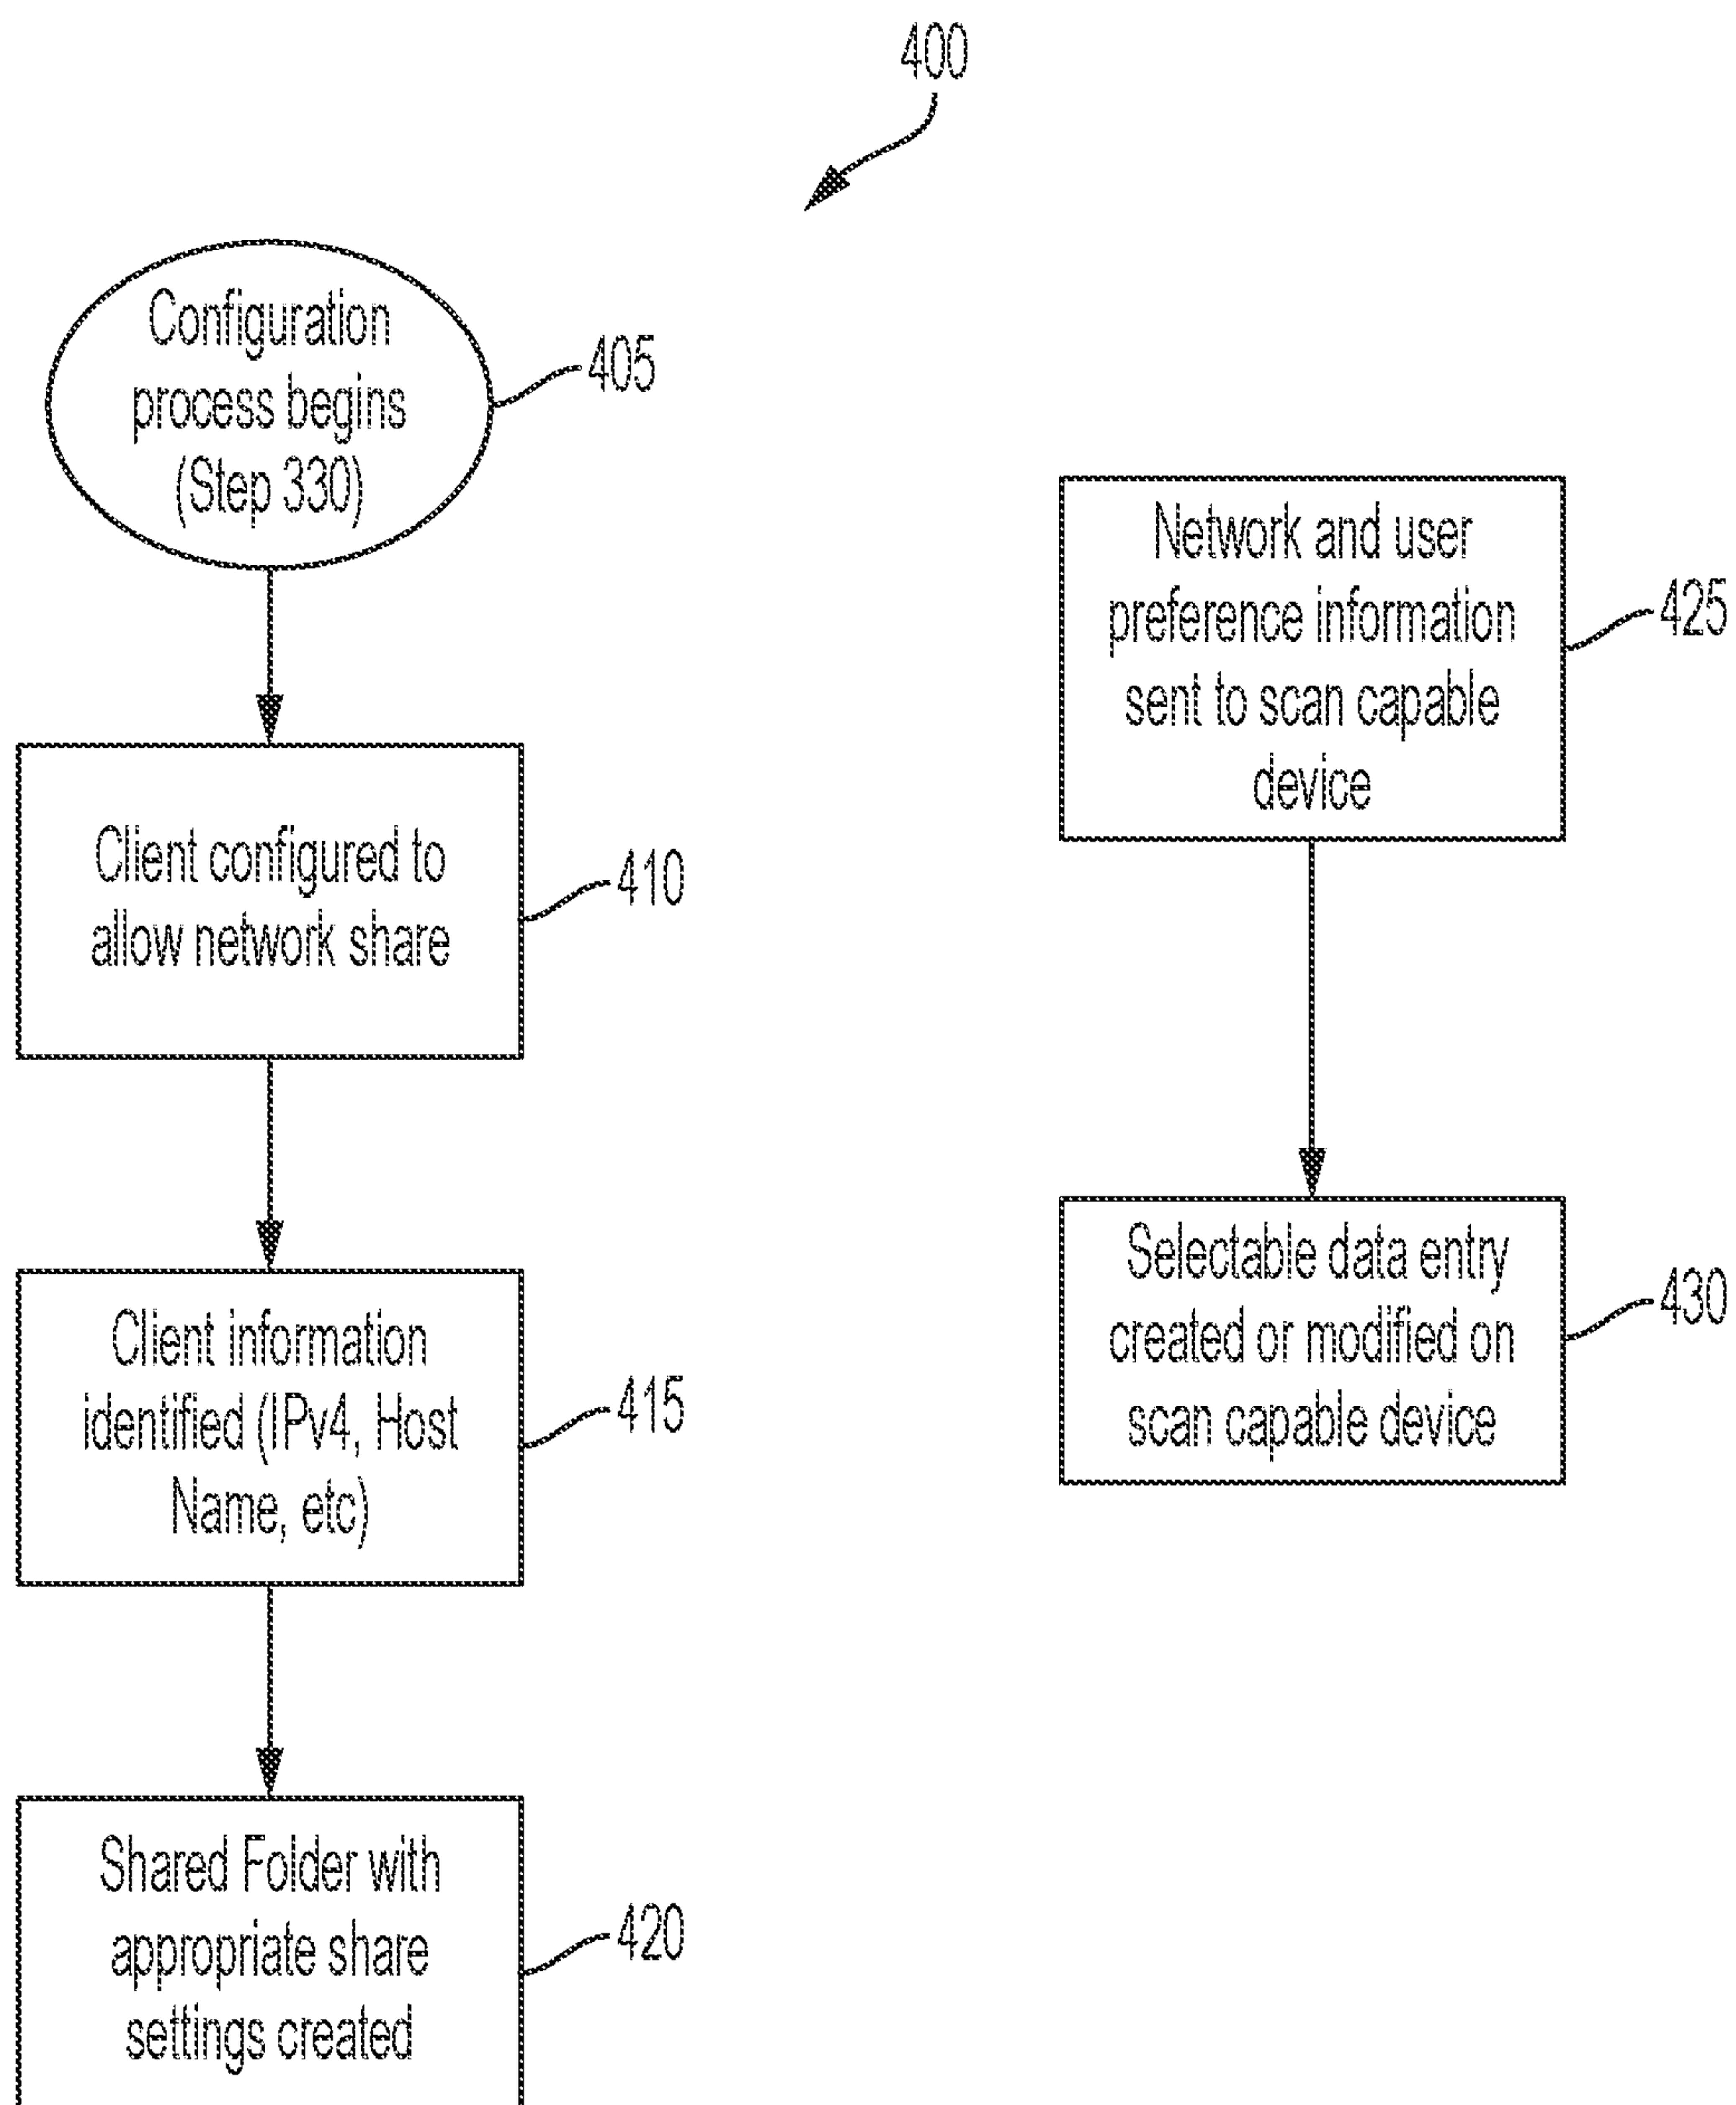 400
Configuration
process begins
(Step 330)
405
Client configured to
allow network share
410
Client information
identified (IPv4, Host
Name, etc)
415
Shared Folder with
appropriate share
settings created
420
Network and user
preference information
sent to scan capable
device
425
Selectable data entry
created or modified on
scan capable device
430